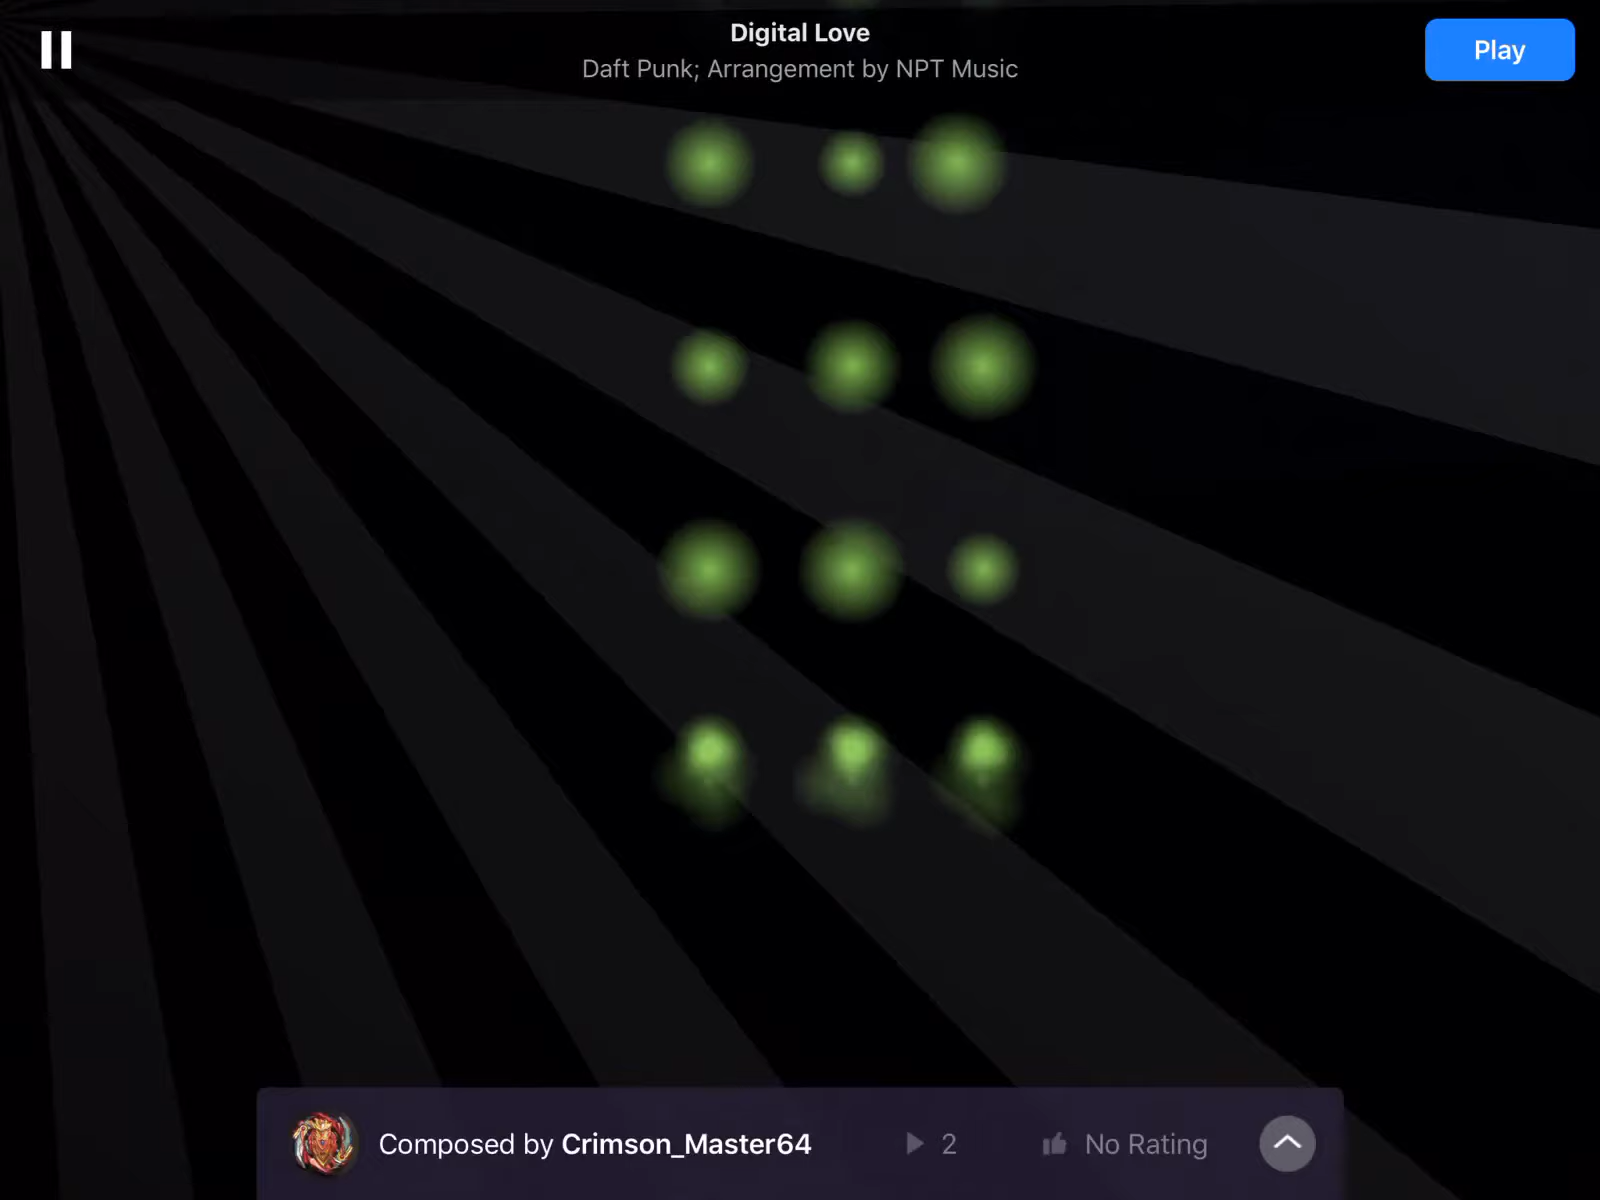 Digital Love
Daft Punk; Arrangement by NPT Music
Play
Composed by Crimson_Master64
2
No Rating